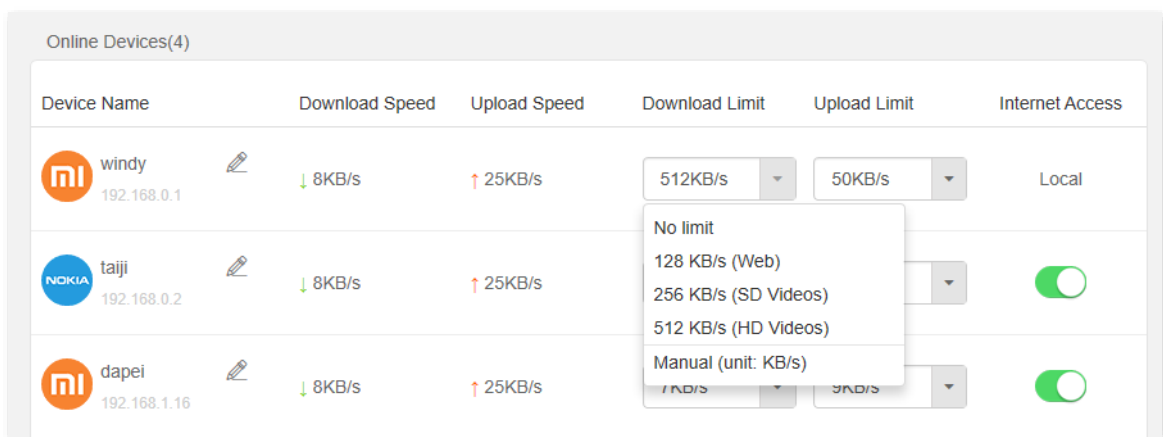 Online Devices(4)
Device Name Download Speed Upload Speed Download Limit Upload Limit Internet Access
mi windy ↓ 8KB/s ↑ 25KB/s 512KB/s 50KB/s Local
192.168.0.1
No limit
128 KB/s (Web)
256 KB/s (SD Videos)
512 KB/s (HD Videos)
Manual (unit: KB/s)
NOKIA taiji ↓ 8KB/s ↑ 25KB/s
192.168.0.2
mi dapei ↓ 8KB/s ↑ 25KB/s 7KB/s 9KB/s
192.168.1.16